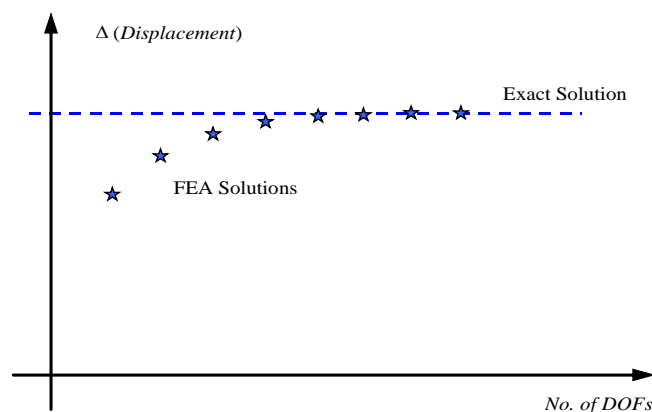 Δ (Displacement)
Exact Solution
FEA Solutions
No. of DOFs